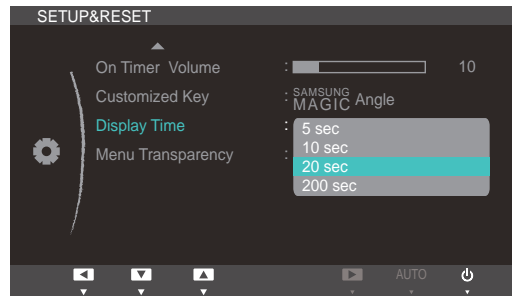 SETUP&RESET
On Timer Volume : 10
Customized Key : SAMSUNG MAGIC Angle
Display Time : 5 sec
10 sec
Menu Transparency : 20 sec
200 sec
AUTO